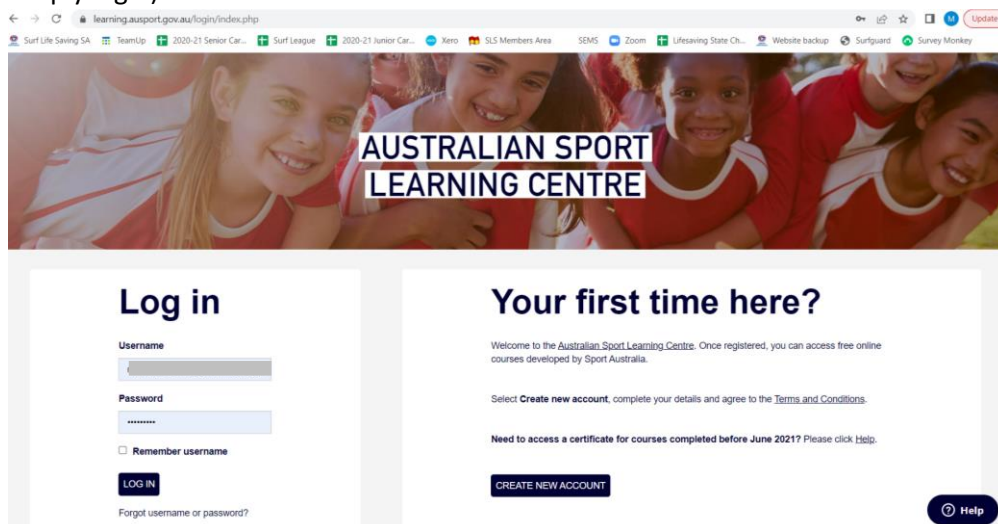 learning.ausport.gov.au/login/index.php
Update
Surf Life Saving SA
TeamUp
2020-21 Senior Car...
Surf League
2020-21 Junior Car...
Xero
SLS Members Area
SEMS
Zoom
Lifesaving State Ch...
Website backup
Surfguard
Survey Monkey
M
AUSTRALIAN SPORT
LEARNING CENTRE
Log in
Username
Password
Remember username
LOG IN
Forgot username or password?
Your first time here?
Welcome to the Australian Sport Learning Centre. Once registered, you can access free online
courses developed by Sport Australia.
Select Create new account, complete your details and agree to the Terms and Conditions.
Need to access a certificate for courses completed before June 2021? Please click Help.
CREATE NEW ACCOUNT
Help